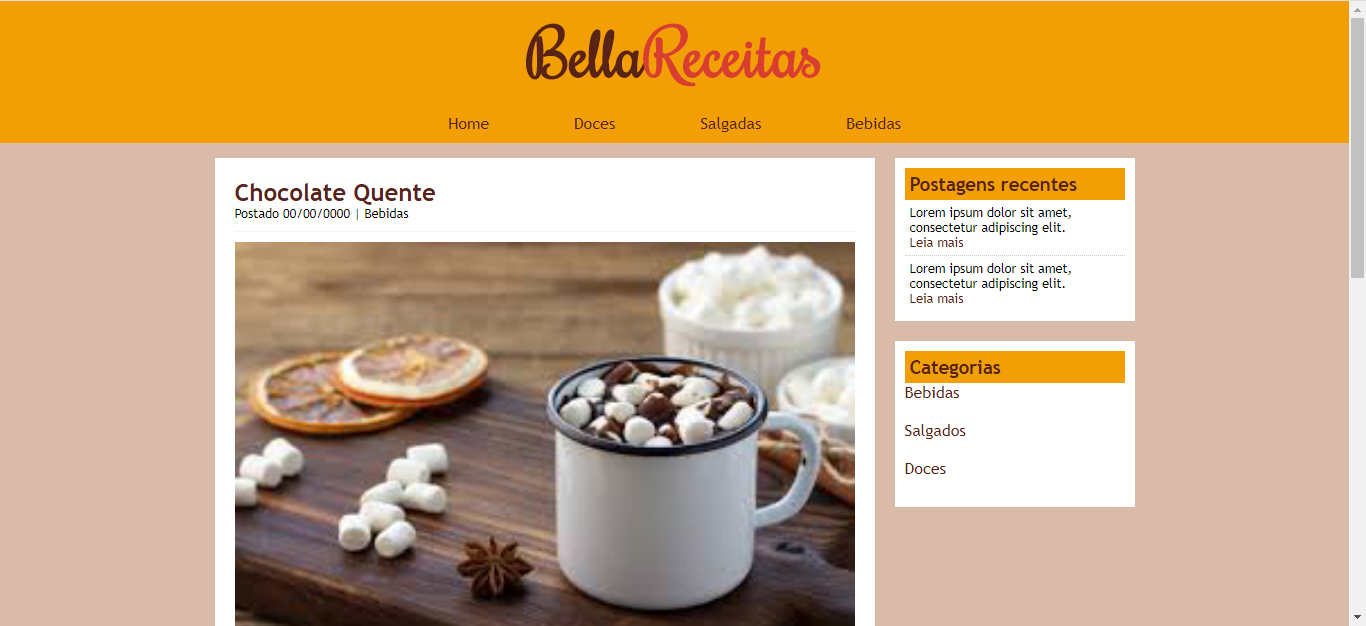 BellaReceitas
Home Doces Salgadas Bebidas
Chocolate Quente
Postado 00/00/0000 | Bebidas
Postagens recentes
Lorem ipsum dolor sit amet,
consectetur adipiscing elit.
Leia mais
Lorem ipsum dolor sit amet,
consectetur adipiscing elit.
Leia mais
Categorias
Bebidas
Salgados
Doces